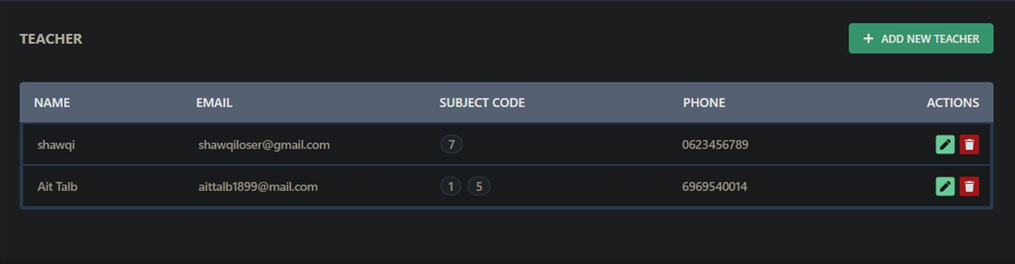 TEACHER
+ ADD NEW TEACHER
NAME EMAIL SUBJECT CODE PHONE ACTIONS
shawqi shawqiloser@gmail.com 7 0623456789
Ait Talb aittalb1899@mail.com 1 5 6969540014